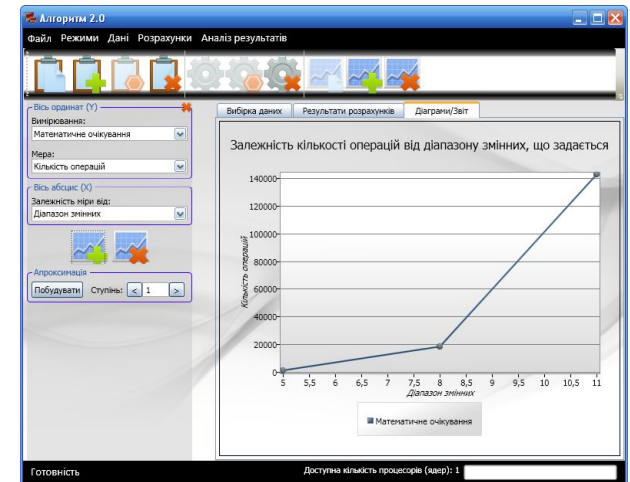 Алгоритм 2.0
Файл Режими Дані Розрахунки Аналіз результатів
Вісь ординат (Y)
Вимірювання:
Математичне очікування
Мера:
Кількість операцій
Вісь абсцис (X)
Залежність міри від:
Діапазон змінних
Апроксимація
Побудувати Ступінь: < 1 >
Вибірка даних Результати розрахунків Діаграми/Звіт
Залежність кількості операцій від діапазону змінних, що задається
Кількість операцій
140000
120000
100000
80000
60000
40000
20000
0
5 5,5 6 6,5 7 7,5 8 8,5 9 9,5 10 10,5 11
Діапазон змінних
Математичне очікування
Готовність
Доступна кількість процесорів (ядер): 1